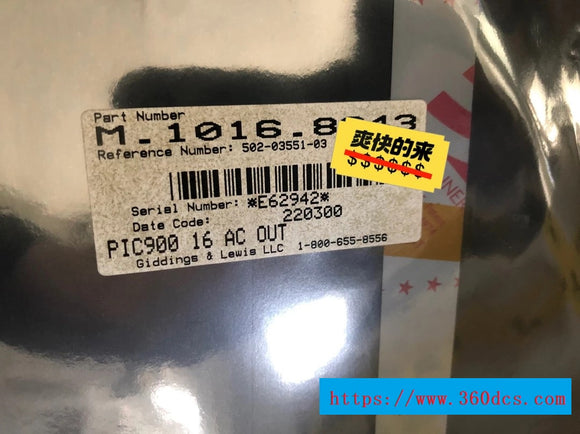 Part Number
M.1016.8
Reference Number: 502-03551-03
爽快的来
$$$$$$
Serial Number: *E62942*
Date Code: 220300
PIC900 16 AC OUT
Giddings & Lewis LLC 1-800-655-8556
https://www.360dcs.com